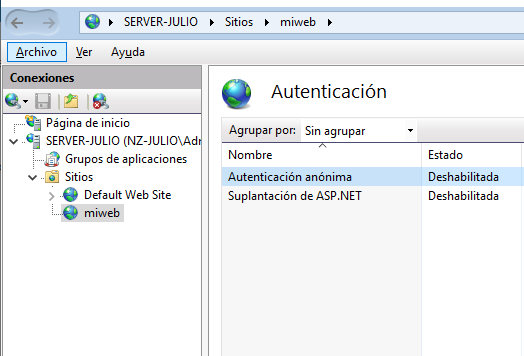 SERVER-JULIO Sitios miweb
Archivo Ver Ayuda
Conexiones
Página de inicio
SERVER-JULIO (NZ-JULIO\Adr
Grupos de aplicaciones
Sitios
Default Web Site
miweb
Autenticación
Agrupar por: Sin agrupar
Nombre Estado
Autenticación anónima Deshabilitada
Suplantación de ASP.NET Deshabilitada